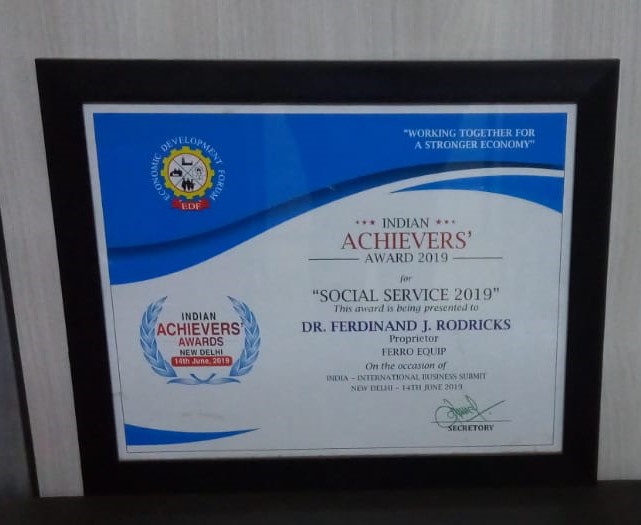 ECONOMIC DEVELOPMENT FORUM
EDF
"WORKING TOGETHER FOR
A STRONGER ECONOMY"
INDIAN
ACHIEVERS'
AWARD 2019
for
"SOCIAL SERVICE 2019"
This award is being presented to
DR. FERDINAND J. RODRICKS
Proprietor
FERRO EQUIP
On the occasion of
INDIA – INTERNATIONAL BUSINESS SUBMIT
NEW DELHI – 14TH JUNE 2019
SECRETORY
INDIAN
ACHIEVERS'
AWARDS
NEW DELHI
14th June, 2019